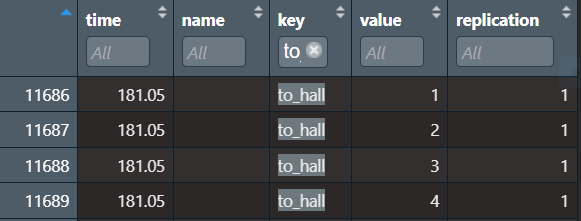 time name key value replication
All All to_ All All
11686 181.05 to_hall 1 1
11687 181.05 to_hall 2 1
11688 181.05 to_hall 3 1
11689 181.05 to_hall 4 1